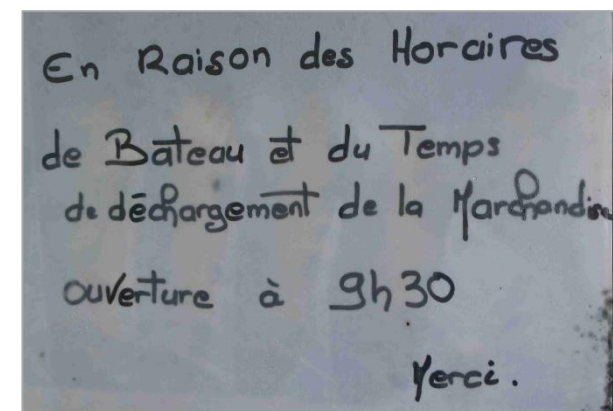 En Raison des Horaires
de Bateau et du Temps
de déchargement de la Marchandise
ouverture à 9h30
Merci.